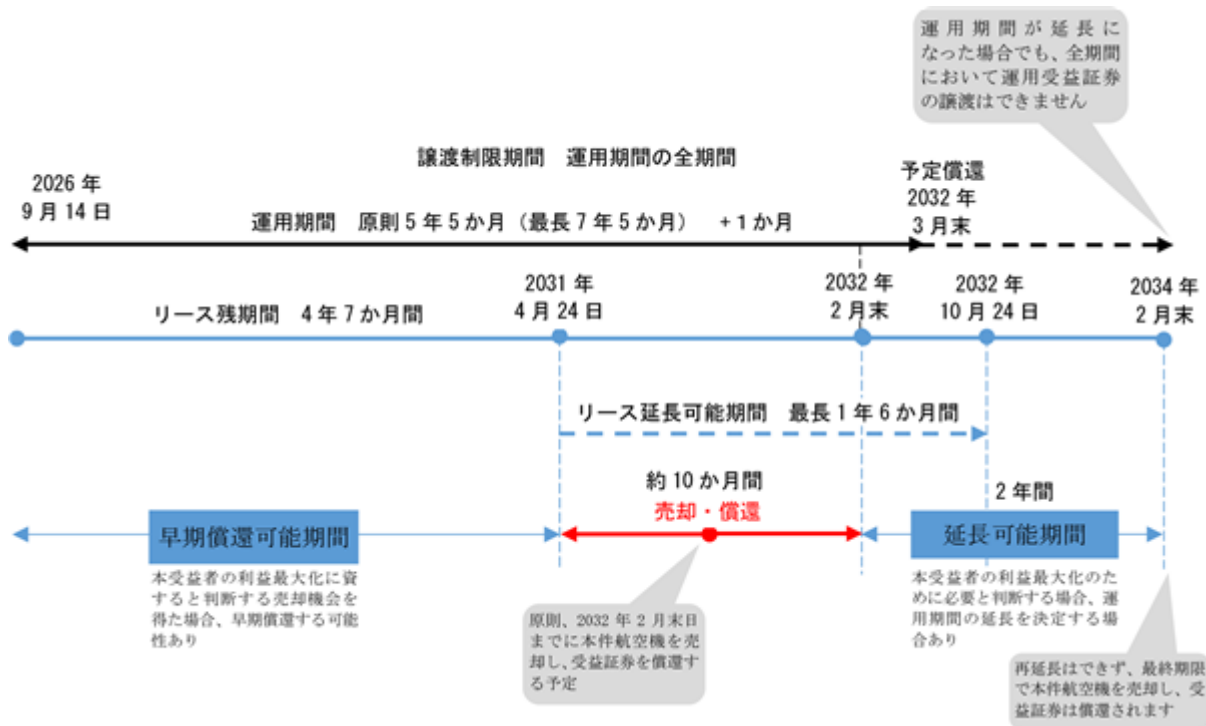 運用期間が延長に
なった場合でも、全期間
において運用受益証券
の譲渡はできません
譲渡制限期間　運用期間の全期間
2026 年
9 月 14 日
予定償還
2032 年
3 月末
運用期間　原則 5 年 5 か月（最長 7 年 5 か月）　+ 1 か月
2031 年
4 月 24 日
2032 年
2 月末
2032 年
10 月 24 日
2034 年
2 月末
リース残期間　4 年 7 か月間
リース延長可能期間　最長 1 年 6 か月間
約 10 か月間
売却・償還
2 年間
早期償還可能期間
延長可能期間
本受益者の利益最大化に資
すると判断する売却機会を
得た場合、早期償還する可能
性あり
原則、2032 年 2 月末日
までに本件航空機を売
却し、受益証券を償還す
る予定
本受益者の利益最大化のた
めに必要と判断する場合、運
用期間の延長を決定する場
合あり
再延長はできず、最終期限
で本件航空機を売却し、受
益証券は償還されます